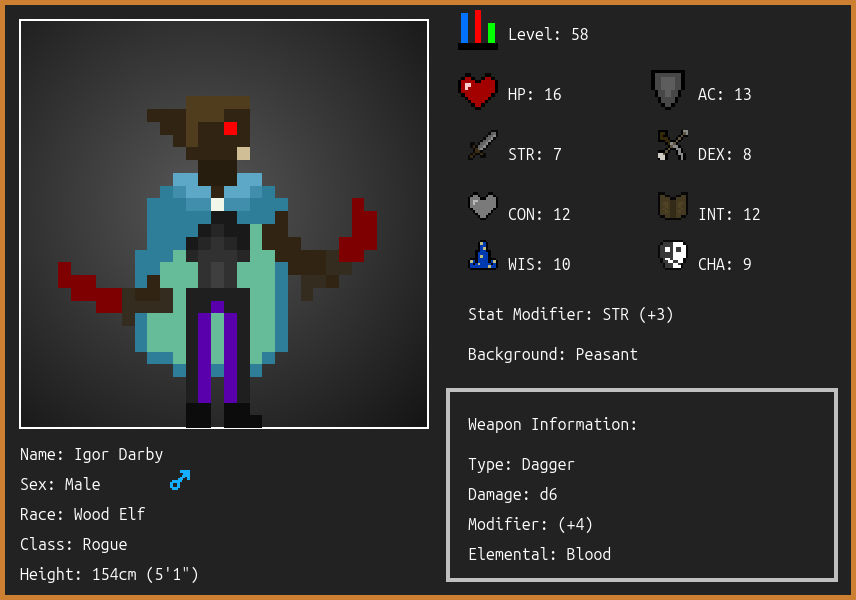 Level: 58
HP: 16
AC: 13
STR: 7
DEX: 8
CON: 12
INT: 12
WIS: 10
CHA: 9
Stat Modifier: STR (+3)
Background: Peasant
Weapon Information:
Type: Dagger
Damage: d6
Modifier: (+4)
Elemental: Blood
Name: Igor Darby
Sex: Male
Race: Wood Elf
Class: Rogue
Height: 154cm (5'1")